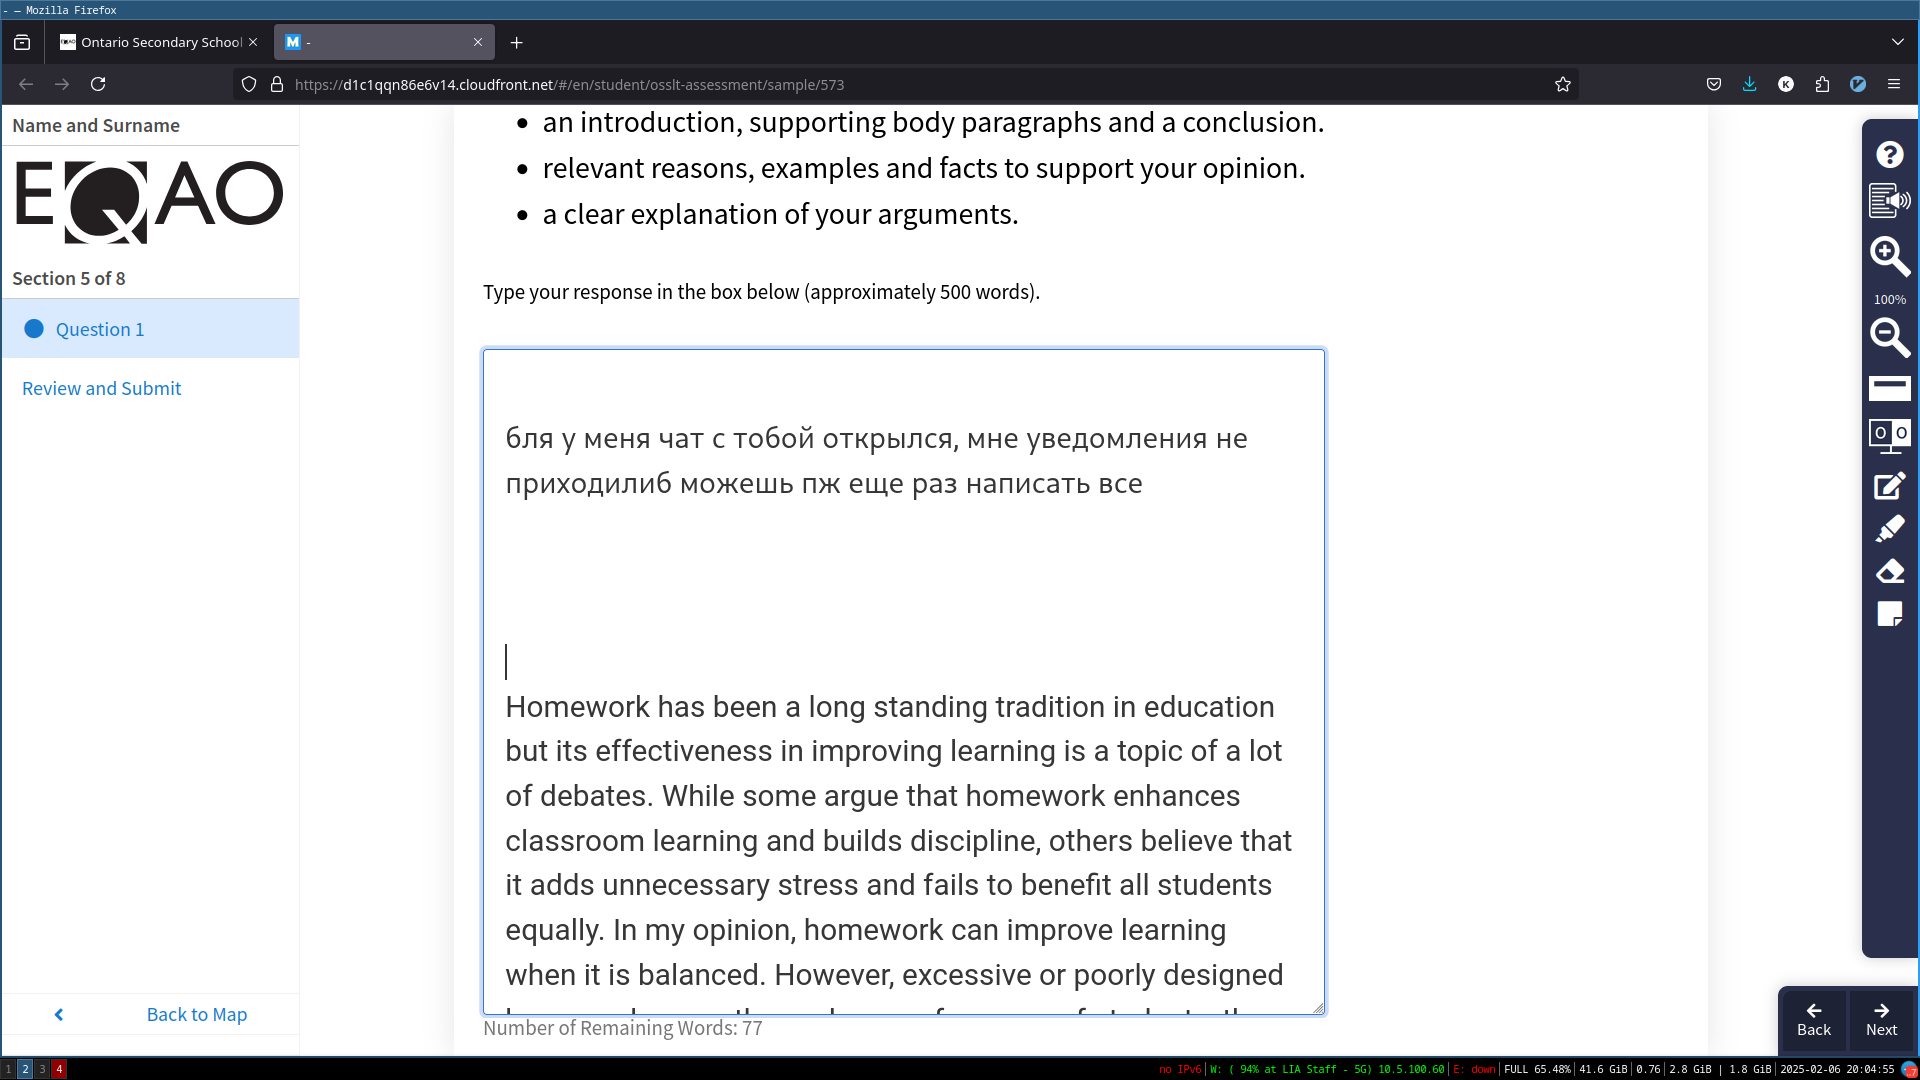 - — Mozilla Firefox
Ontario Secondary School
M -
https://d1c1qqn86e6v14.cloudfront.net/#/en/student/osslt-assessment/sample/573
Name and Surname
EQAO
Section 5 of 8
Question 1
Review and Submit
Back to Map
an introduction, supporting body paragraphs and a conclusion.
relevant reasons, examples and facts to support your opinion.
a clear explanation of your arguments.
Type your response in the box below (approximately 500 words).
бля у меня чат с тобой открылся, мне уведомления не
приходилиб можешь пж еще раз написать все
Homework has been a long standing tradition in education
but its effectiveness in improving learning is a topic of a lot
of debates. While some argue that homework enhances
classroom learning and builds discipline, others believe that
it adds unnecessary stress and fails to benefit all students
equally. In my opinion, homework can improve learning
when it is balanced. However, excessive or poorly designed
Number of Remaining Words: 77
100%
Back
Next
1 2 3 4
no IPv6|W: ( 94% at LIA Staff - 5G) 10.5.100.60|E: down|FULL 65.48%|41.6 GiB|0.76|2.8 GiB | 1.8 GiB|2025-02-06 20:04:55